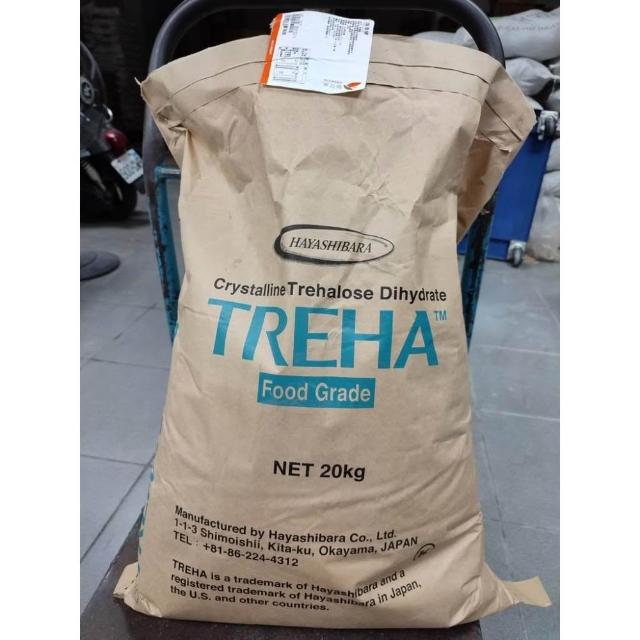 HAYASHIBARA
Crystalline Trehalose Dihydrate
TREHA™
Food Grade
NET 20kg
Manufactured by Hayashibara Co., Ltd.
1-1-3 Shimoishii, Kita-ku, Okayama, JAPAN
TEL : +81-86-224-4312
TREHA is a trademark of Hayashibara and a
registered trademark of Hayashibara in Japan,
the U.S. and other countries.